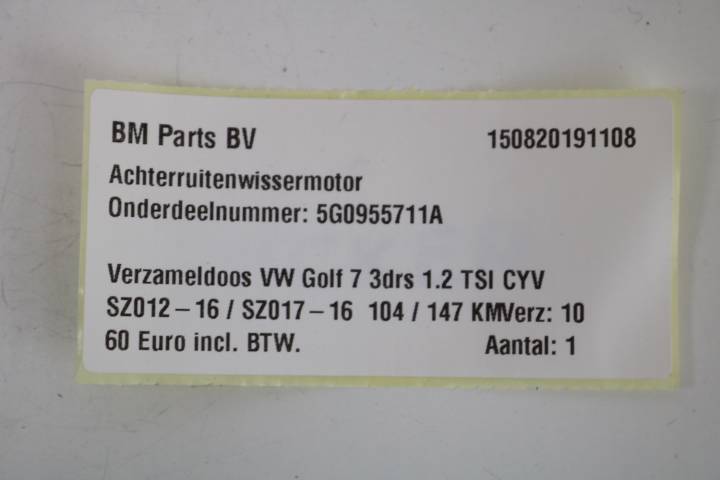 BM Parts BV 150820191108
Achterruitenwissermotor
Onderdeelnummer: 5G0955711A
Verzameldoos VW Golf 7 3drs 1.2 TSI CYV
SZ012-16 / SZ017-16 104 / 147 KMVerz: 10
60 Euro incl. BTW. Aantal: 1